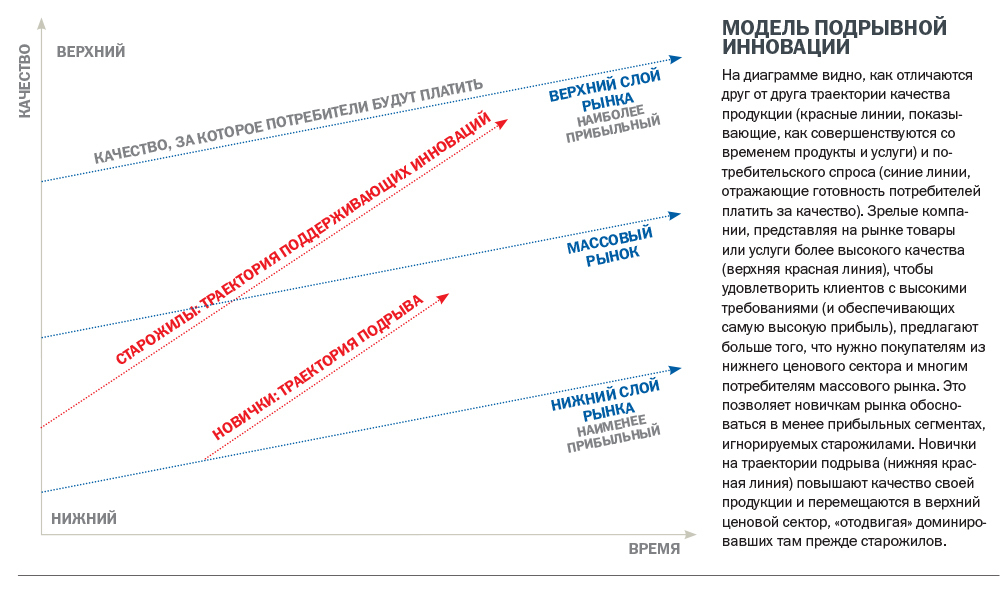 КАЧЕСТВО
ВЕРХНИЙ
КАЧЕСТВО, ЗА КОТОРОЕ ПОТРЕБИТЕЛИ БУДУТ ПЛАТИТЬ
ВЕРХНИЙ СЛОЙ
РЫНКА
НАИБОЛЕЕ
ПРИБЫЛЬНЫЙ
СТАРОЖИЛЫ: ТРАЕКТОРИЯ ПОДДЕРЖИВАЮЩИХ ИННОВАЦИЙ
МАССОВЫЙ
РЫНОК
НОВИЧКИ: ТРАЕКТОРИЯ ПОДРЫВА
НИЖНИЙ СЛОЙ
РЫНКА
НАИМЕНЕЕ
ПРИБЫЛЬНЫЙ
НИЖНИЙ
ВРЕМЯ
МОДЕЛЬ ПОДРЫВНОЙ
ИННОВАЦИИ
На диаграмме видно, как отличаются
друг от друга траектории качества
продукции (красные линии, показы-
вающие, как совершенствуются со
временем продукты и услуги) и по-
требительского спроса (синие линии,
отражающие готовность потребителей
платить за качество). Зрелые компа-
нии, представляя на рынке товары
или услуги более высокого качества
(верхняя красная линия), чтобы
удовлетворить клиентов с высокими
требованиями (и обеспечивающих
самую высокую прибыль), предлагают
больше того, что нужно покупателям из
нижнего ценового сектора и многим
потребителям массового рынка. Это
позволяет новичкам рынка обосно-
ваться в менее прибыльных сегментах,
игнорируемых старожилами. Новички
на траектории подрыва (нижняя крас-
ная линия) повышают качество своей
продукции и перемещаются в верхний
ценовой сектор, «отодвигая» доминиро-
вавших там прежде старожилов.